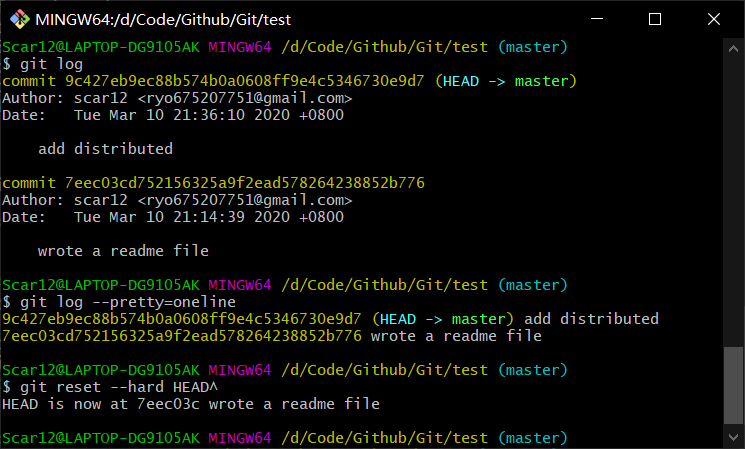 MINGW64:/d/Code/Github/Git/test
Scar12@LAPTOP-DG9105AK MINGW64 /d/Code/Github/Git/test (master)
$ git log
commit 9c427eb9ec88b574b0a0608ff9e4c5346730e9d7 (HEAD -> master)
Author: scar12 <ryo675207751@gmail.com>
Date:   Tue Mar 10 21:36:10 2020 +0800
    add distributed
commit 7eec03cd752156325a9f2ead578264238852b776
Author: scar12 <ryo675207751@gmail.com>
Date:   Tue Mar 10 21:14:39 2020 +0800
    wrote a readme file
Scar12@LAPTOP-DG9105AK MINGW64 /d/Code/Github/Git/test (master)
$ git log --pretty=oneline
9c427eb9ec88b574b0a0608ff9e4c5346730e9d7 (HEAD -> master) add distributed
7eec03cd752156325a9f2ead578264238852b776 wrote a readme file
Scar12@LAPTOP-DG9105AK MINGW64 /d/Code/Github/Git/test (master)
$ git reset --hard HEAD^
HEAD is now at 7eec03c wrote a readme file
Scar12@LAPTOP-DG9105AK MINGW64 /d/Code/Github/Git/test (master)